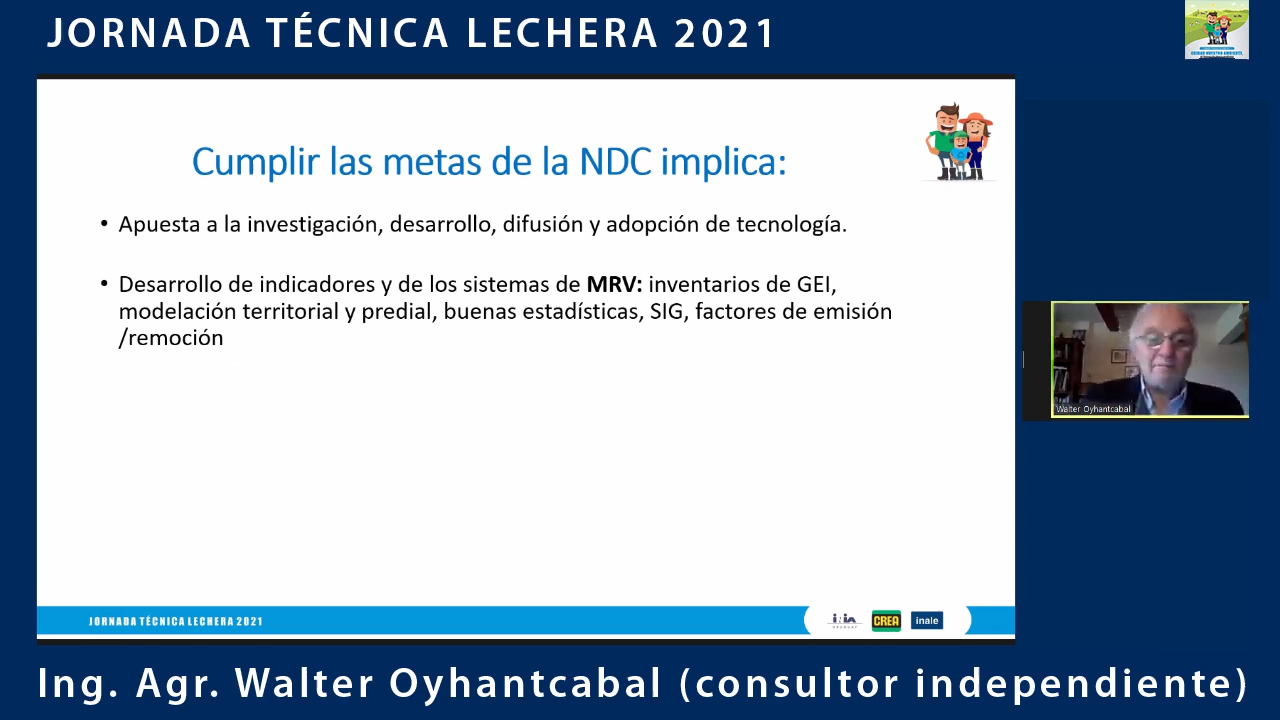 JORNADA TÉCNICA LECHERA 2021
Cumplir las metas de la NDC implica:
• Apuesta a la investigación, desarrollo, difusión y adopción de tecnología.
• Desarrollo de indicadores y de los sistemas de MRV: inventarios de GEI,
modelación territorial y predial, buenas estadísticas, SIG, factores de emisión
/remoción
Walter Oyhantcabal
JORNADA TÉCNICA LECHERA 2021
inia
URUGUAY
CREA
inale
Ing. Agr. Walter Oyhantcabal (consultor independiente)